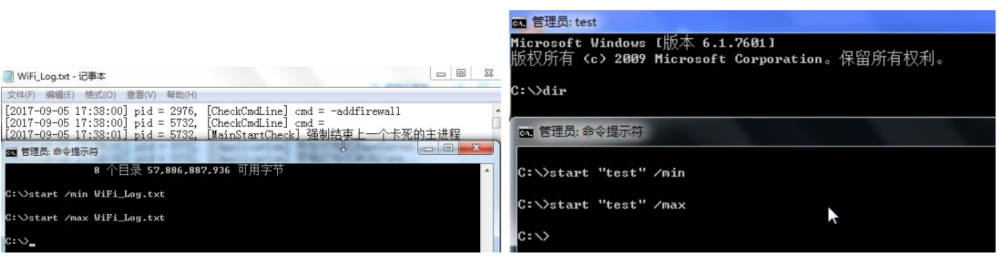 WiFi_Log.txt - 记事本
文件(F) 编辑(E) 格式(O) 查看(V) 帮助(H)
[2017-09-05 17:38:00] pid = 2976, [CheckCmdLine] cmd = -addfirewall
[2017-09-05 17:38:00] pid = 5732, [CheckCmdLine] cmd =
[2017-09-05 17:38:01] pid = 5732, [MainStartCheck] 强制结束上一个卡死的主进程
管理员: 命令提示符
8 个目录 57,886,887,936 可用字节
C:\>start /min WiFi_Log.txt
C:\>start /max WiFi_Log.txt
C:\>
管理员: test
Microsoft Windows [版本 6.1.7601]
版权所有 (c) 2009 Microsoft Corporation。保留所有权利。
C:\>dir
管理员: 命令提示符
C:\>start "test" /min
C:\>start "test" /max
C:\>